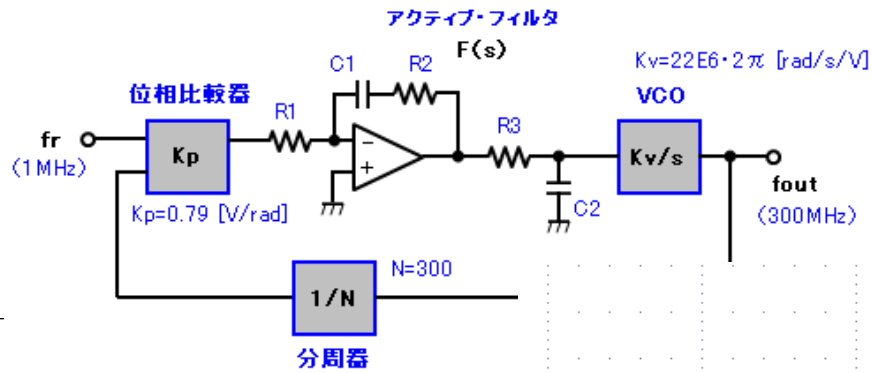 アクティブ・フィルタ
F(s)
Kv=22E6・2π [rad/s/V]
VCO
位相比較器
C1
R2
R1
R3
fr
(1MHz)
Kp
-
+
Kv/s
fout
(300MHz)
Kp=0.79 [V/rad]
C2
N=300
1/N
分周器